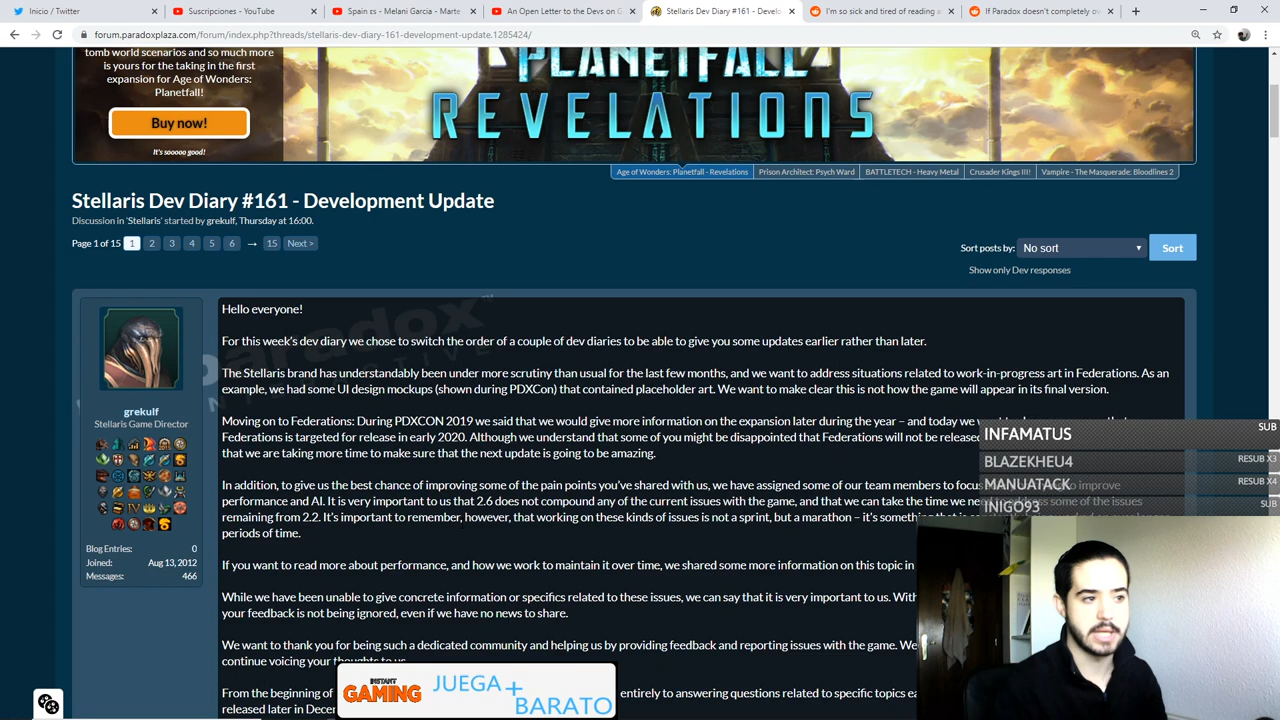 Inicio / Twitter
Suscripciones - YouTube
Spain cs - Melani Garcia - Marte
An Open Letter to the Devs on G
Stellaris Dev Diary #161 - Develo
I'm so sick and tired of reading a
If Paradox doesn't completely ov
forum.paradoxplaza.com/forum/index.php?threads/stellaris-dev-diary-161-development-update.1285424/
tomb world scenarios and so much
more
is yours for the taking in the first
expansion for Age of Wonders:
Planetfall!
Buy now!
It's sooooo good!
PLANETFALL
REVELATIONS
Age of Wonders: Planetfall - Revelations
Prison Architect: Psych Ward
BATTLETECH - Heavy Metal
Crusader Kings III!
Vampire - The Masquerade: Bloodlines 2
Stellaris Dev Diary #161 - Development Update
Discussion in 'Stellaris' started by grekulf, Thursday at 16:00.
Page 1 of 15 1 2 3 4 5 6 → 15 Next >
Sort posts by: No sort Sort
Show only Dev responses
grekulf
Stellaris Game Director
Blog Entries: 0
Joined: Aug 13, 2012
Messages: 466
Hello everyone!
For this week's dev diary we chose to switch the order of a couple of dev diaries to be able to give you some updates earlier rather than later.
The Stellaris brand has understandably been under more scrutiny than usual for the last few months, and we want to address situations related to work-in-progress art in Federations. As an
example, we had some UI design mockups (shown during PDXCon) that contained placeholder art. We want to make clear this is not how the game will appear in its final version.
Moving on to Federations: During PDXCON 2019 we said that we would give more information on the expansion later during the year – and today we
Federations is targeted for release in early 2020. Although we understand that some of you might be disappointed that Federations will not be released
that we are taking more time to make sure that the next update is going to be amazing.
In addition, to give us the best chance of improving some of the pain points you've shared with us, we have assigned some of our team members to focus to improve
performance and AI. It is very important to us that 2.6 does not compound any of the current issues with the game, and that we can take the time we need to address some of the issues
remaining from 2.2. It's important to remember, however, that working on these kinds of issues is not a sprint, but a marathon – it's something that is
periods of time.
If you want to read more about performance, and how we work to maintain it over time, we shared some more information on this topic in
While we have been unable to give concrete information or specifics related to these issues, we can say that it is very important to us. With
your feedback is not being ignored, even if we have no news to share.
We want to thank you for being such a dedicated community and helping us by providing feedback and reporting issues with the game. We
continue voicing your thoughts to us.
From the beginning of entirely to answering questions related to specific topics
released later in Decem
INFAMATUS SUB
BLAZEKHEU4 RESUB X3
MANUATACK RESUB X4
INIGO93 SUB
INSTANT
GAMING
JUEGA+
BARATO
paradox